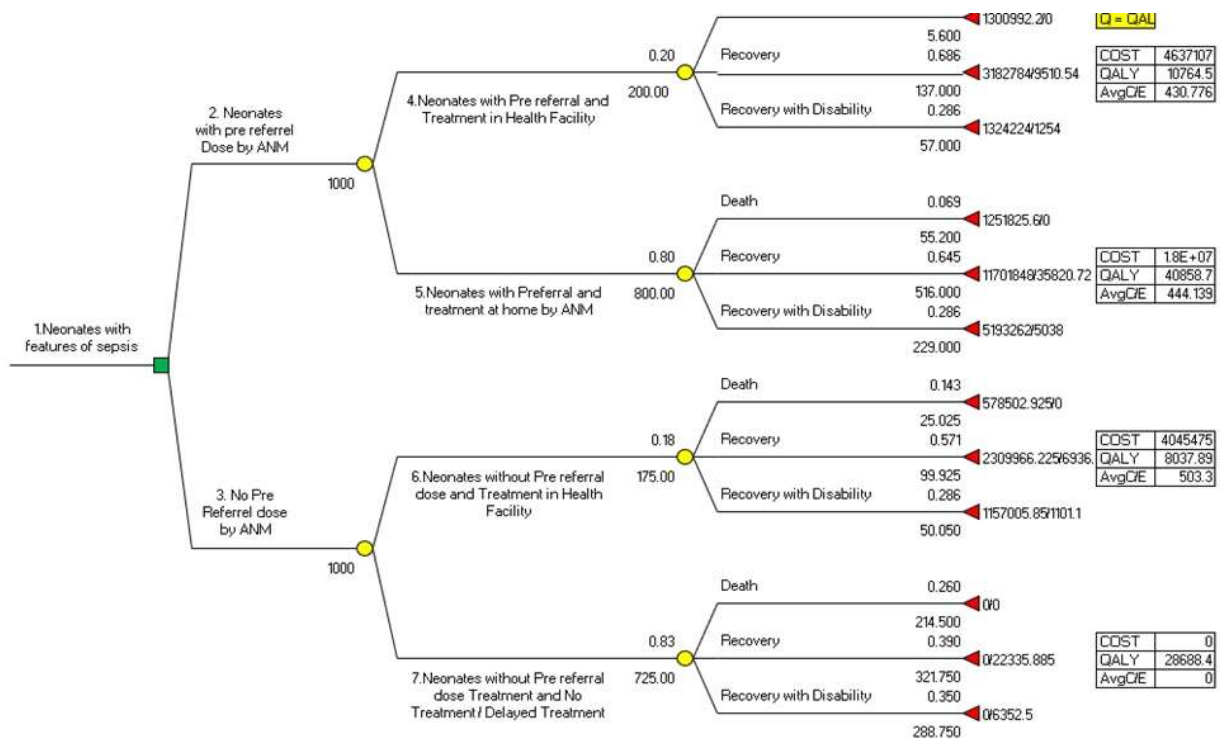 1300992.2/0
Q = QAL
5.600
0.20
Recovery
0.686
3182784/9510.54
COST 4637107
QALY 10764.5
AvgC/E 430.776
4.Neonates with Pre referral and
Treatment in Health Facility
200.00
137.000
Recovery with Disability
0.286
1324224/1254
57.000
2. Neonates
with pre referrel
Dose by ANM
1000
Death
0.069
1251825.6/0
55.200
0.80
Recovery
0.645
11701848/35820.72
COST 1.8E+07
QALY 40858.7
AvgC/E 444.139
5.Neonates with Preferral and
treatment at home by ANM
800.00
516.000
Recovery with Disability
0.286
5193262/5038
229.000
1.Neonates with
features of sepsis
Death
0.143
578502.925/0
25.025
0.18
Recovery
0.571
2309966.225/6936.
COST 4045475
QALY 8037.89
AvgC/E 503.3
6.Neonates without Pre referral
dose and Treatment in Health
Facility
175.00
99.925
Recovery with Disability
0.286
1157005.85/1101.1
50.050
3. No Pre
Referrel dose
by ANM
1000
Death
0.260
0/0
214.500
0.83
Recovery
0.390
0/22335.885
COST 0
QALY 28688.4
AvgC/E 0
7.Neonates without Pre referral
dose Treatment and No
Treatment / Delayed Treatment
725.00
321.750
Recovery with Disability
0.350
0/6352.5
288.750